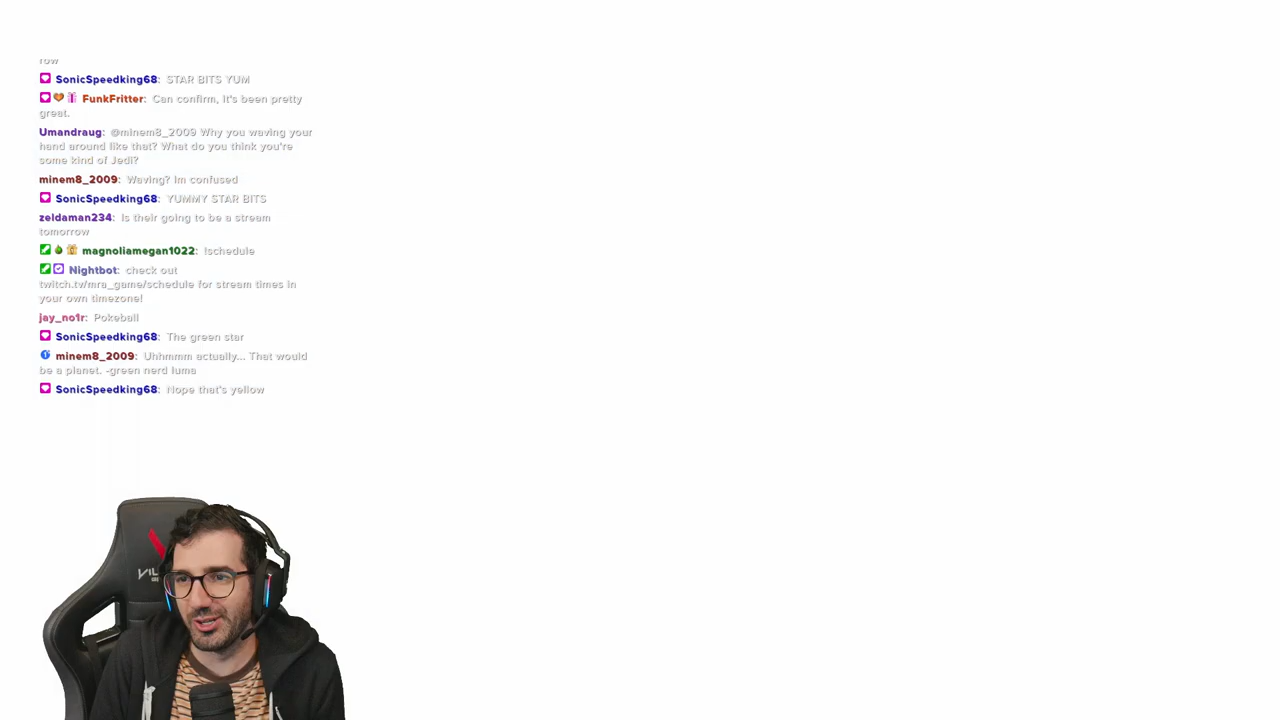 row
SonicSpeedking68: STAR BITS YUM
FunkFritter: Can confirm, it's been pretty
great.
Umandraug: @minem8_2009 Why you waving your
hand around like that? What do you think you're
some kind of Jedi?
minem8_2009: Waving? Im confused
SonicSpeedking68: YUMMY STAR BITS
zeldaman234: Is their going to be a stream
tomorrow
magnoliamegan1022: !schedule
Nightbot: check out
twitch.tv/mra_game/schedule for stream times in
your own timezone!
jay_no1r: Pokeball
SonicSpeedking68: The green star
minem8_2009: Uhhmmm actually... That would
be a planet. -green nerd luma
SonicSpeedking68: Nope that's yellow